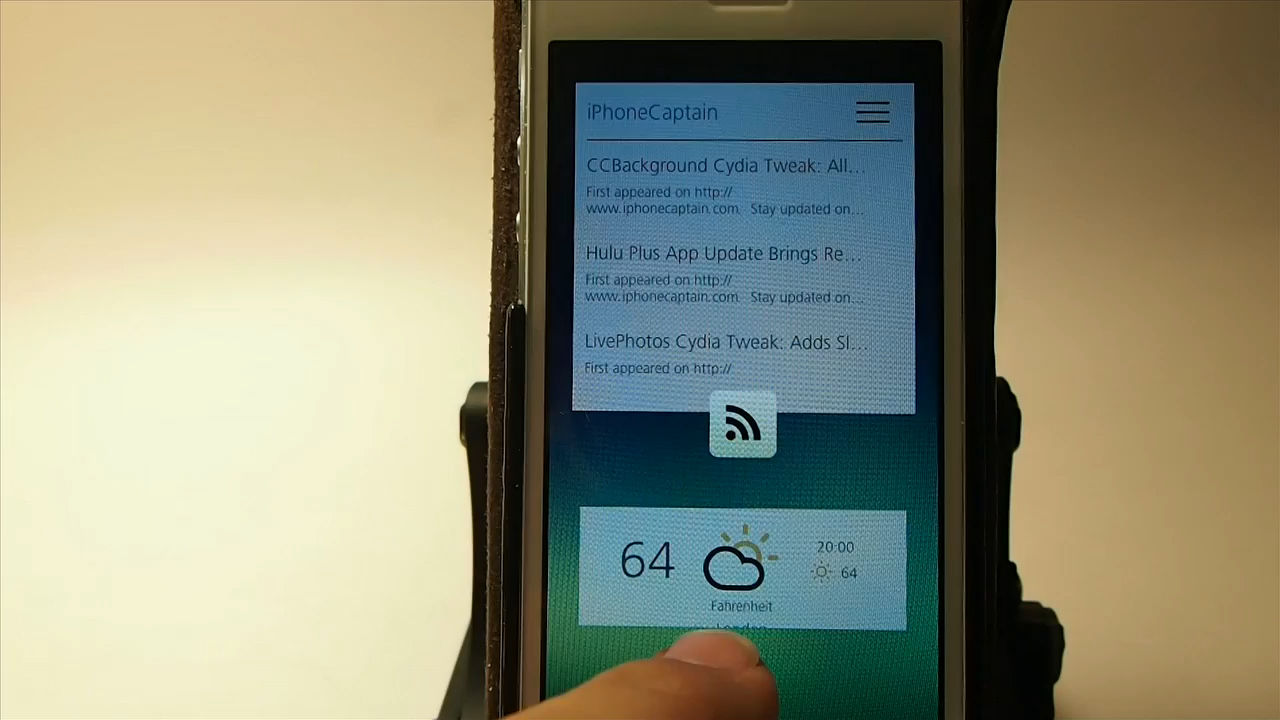 iPhoneCaptain
CCBackground Cydia Tweak: All...
First appeared on http://
www.iphonecaptain.com Stay updated on...
Hulu Plus App Update Brings Re...
First appeared on http://
www.iphonecaptain.com Stay updated on...
LivePhotos Cydia Tweak: Adds Sl...
First appeared on http://
64
20:00
64
Fahrenheit